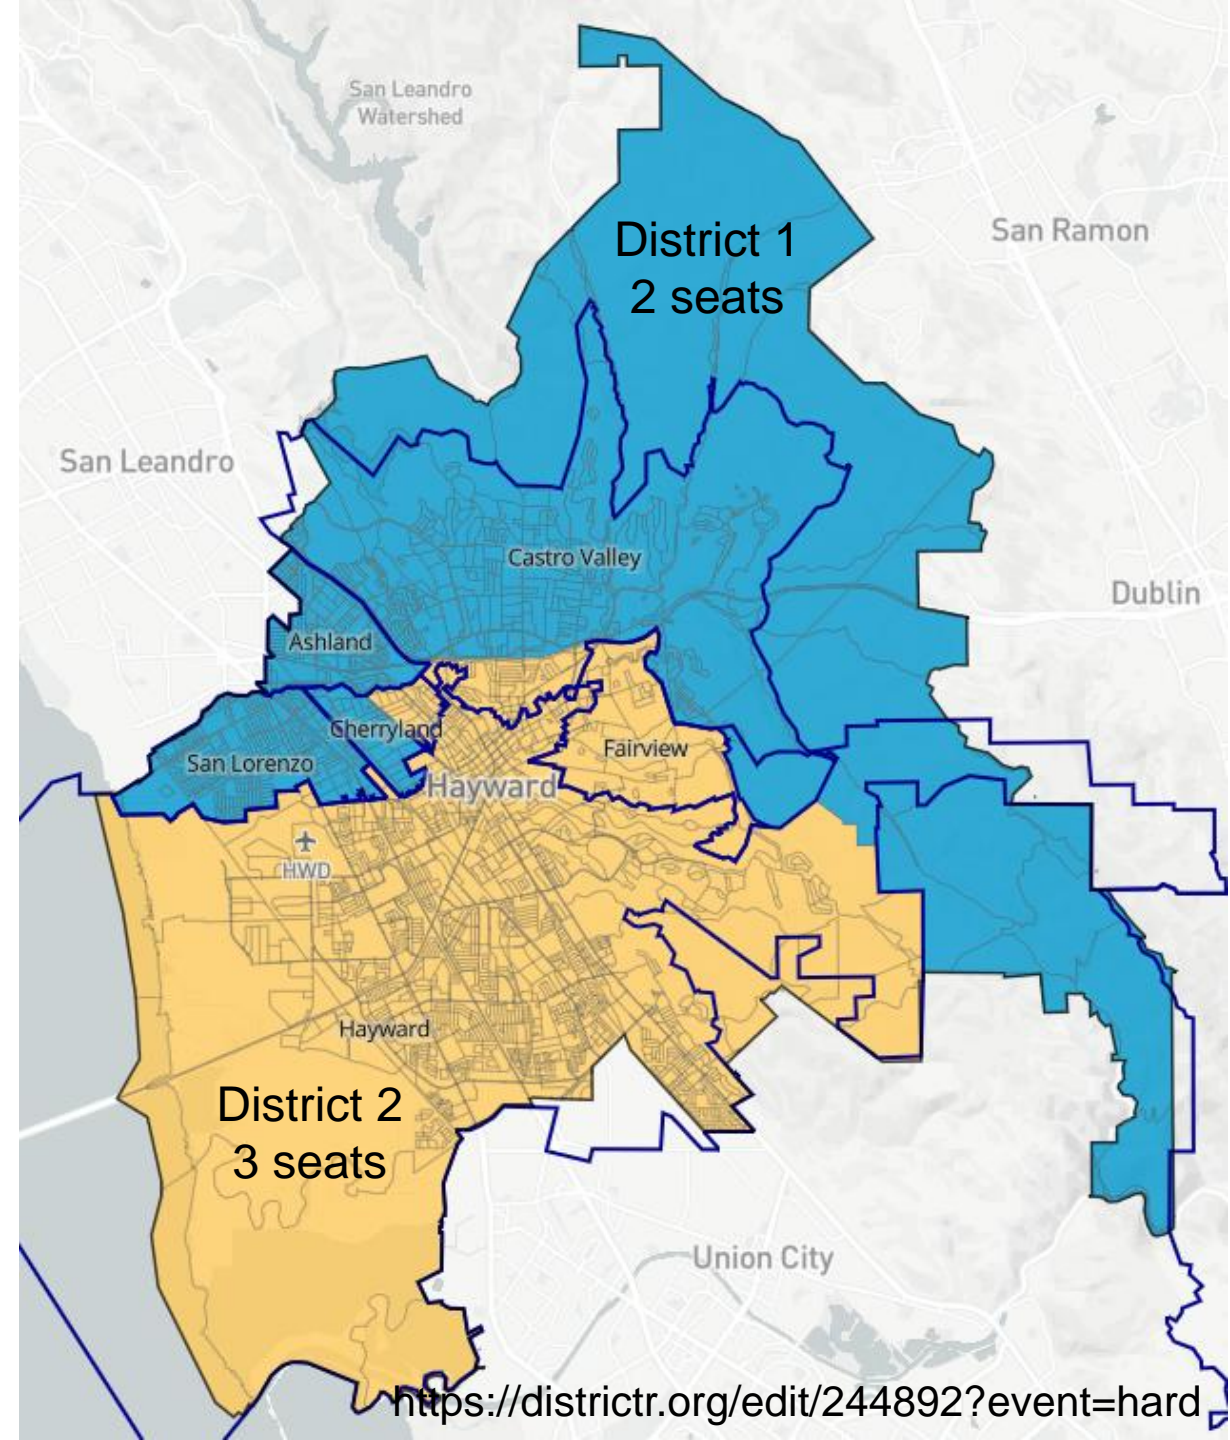 San Leandro
Watershed
District 1
2 seats
San Ramon
San Leandro
Castro Valley
Dublin
Ashland
Cherryland
San Lorenzo
Fairview
Hayward
HWD
Hayward
District 2
3 seats
Union City
https://districtr.org/edit/244892?event=hard